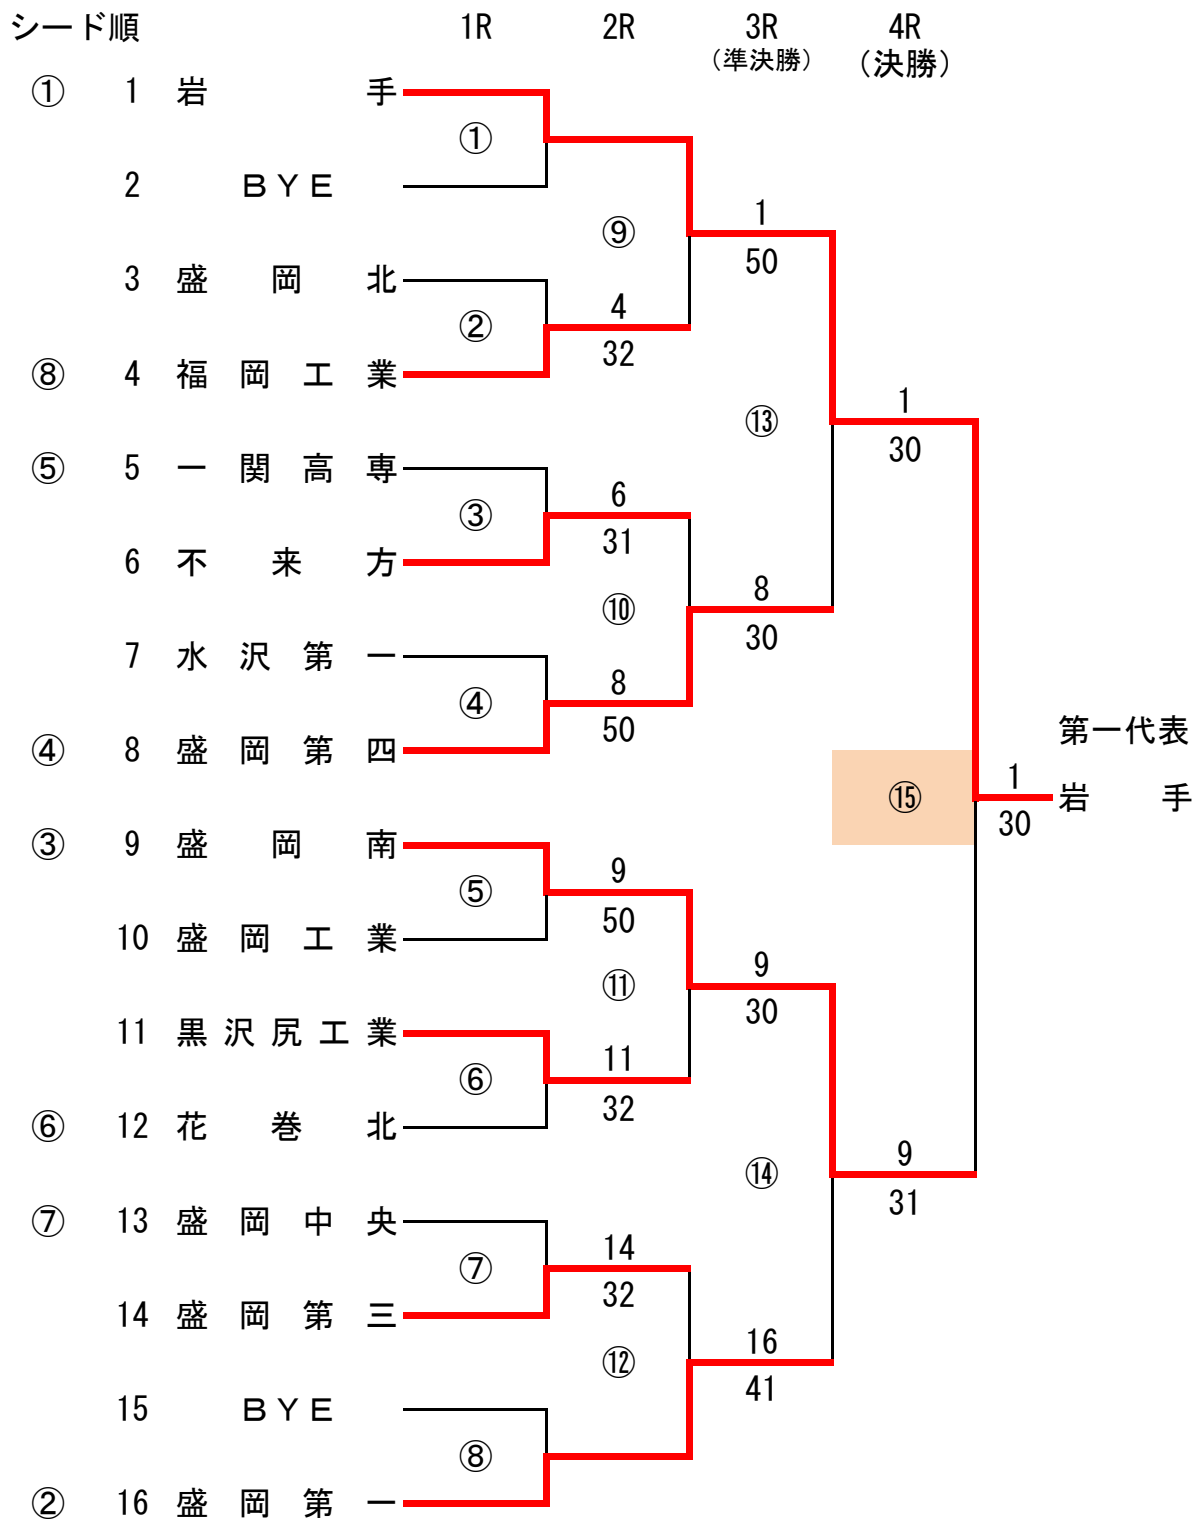 シード順 1R 2R 3R 4R
（準決勝） （決勝）
① 1 岩手
①
2 ＢＹＥ
1
⑨
50
3 盛岡北
4
②
32
⑧ 4 福岡工業
1
⑬
30
⑤ 5 一関高専
6
③
31
6 不来方
8
⑩
30
7 水沢第一
8
④
50
第一代表
④ 8 盛岡第四
1
⑮ 岩手
30
③ 9 盛岡南
9
⑤
50
10 盛岡工業
9
⑪
30
11 黒沢尻工業
11
⑥
32
⑥ 12 花巻北
9
⑭
31
⑦ 13 盛岡中央
14
⑦
32
14 盛岡第三
16
⑫
41
15 ＢＹＥ
⑧
② 16 盛岡第一